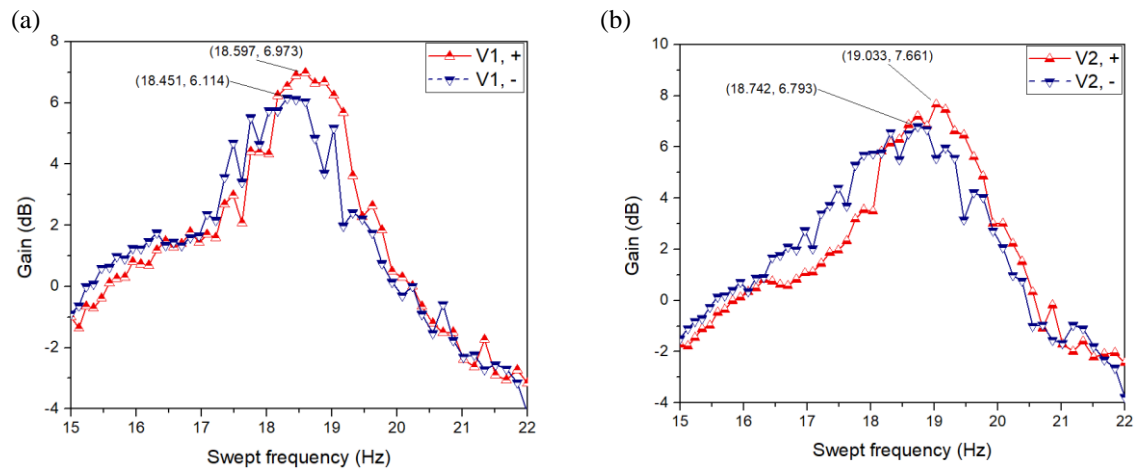 (a)
(18.597, 6.973)
(18.451, 6.114)
V1, +
V1, -
8
6
4
2
0
-2
-4
15 16 17 18 19 20 21 22
Gain (dB)
Swept frequency (Hz)
(b)
(19.033, 7.661)
(18.742, 6.793)
V2, +
V2, -
10
8
6
4
2
0
-2
-4
15 16 17 18 19 20 21 22
Gain (dB)
Swept frequency (Hz)